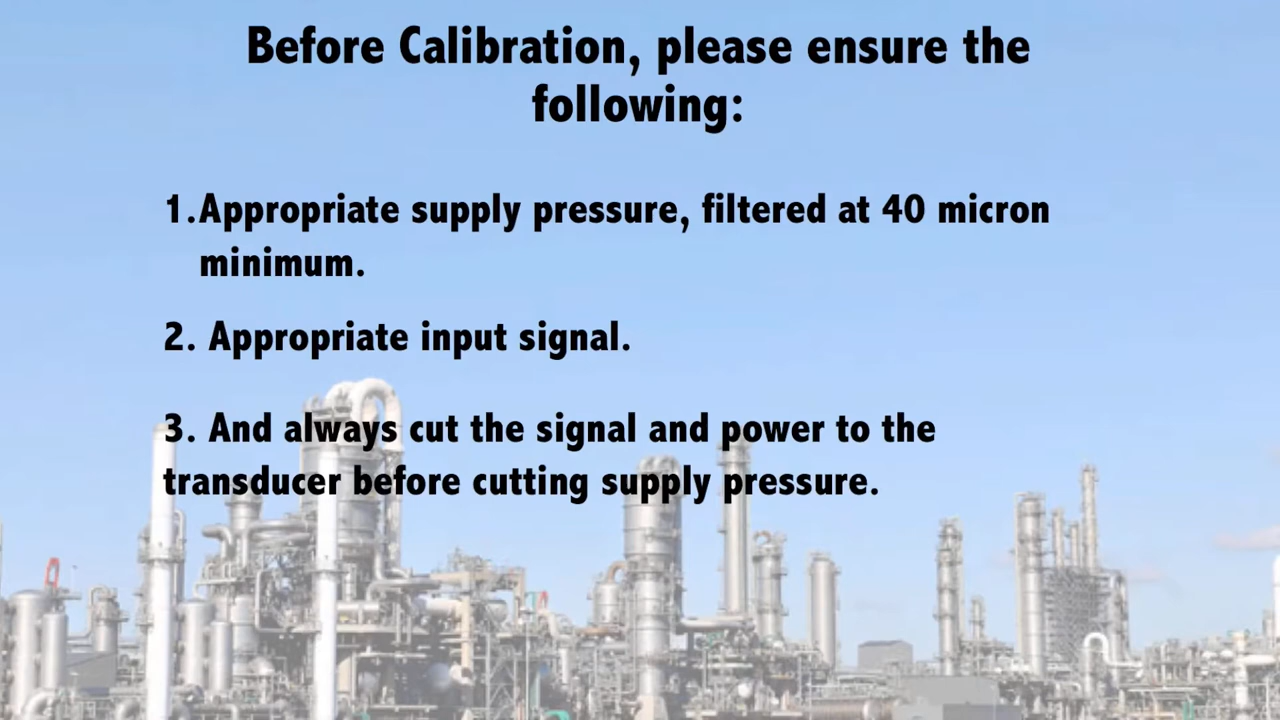 Before Calibration, please ensure the
following:
1.Appropriate supply pressure, filtered at 40 micron
minimum.
2. Appropriate input signal.
3. And always cut the signal and power to the
transducer before cutting supply pressure.